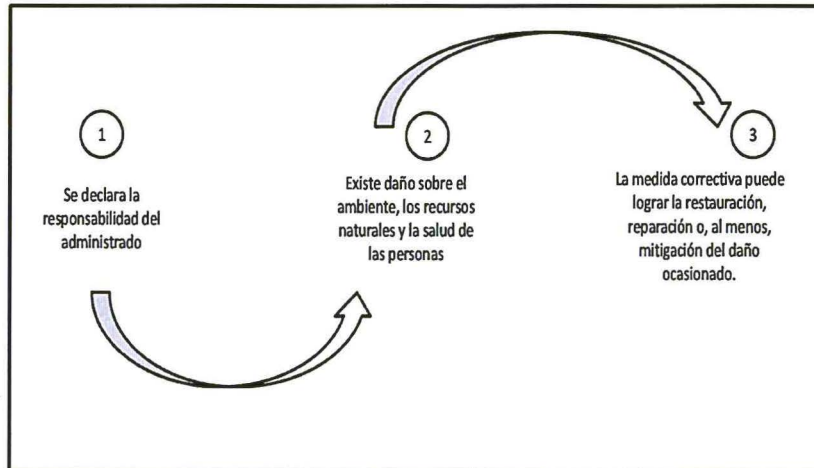 1
Se declara la
responsabilidad del
administrado
2
Existe daño sobre el
ambiente, los recursos
naturales y la salud de
las personas
3
La medida correctiva puede
lograr la restauración,
reparación o, al menos,
mitigación del daño
ocasionado.